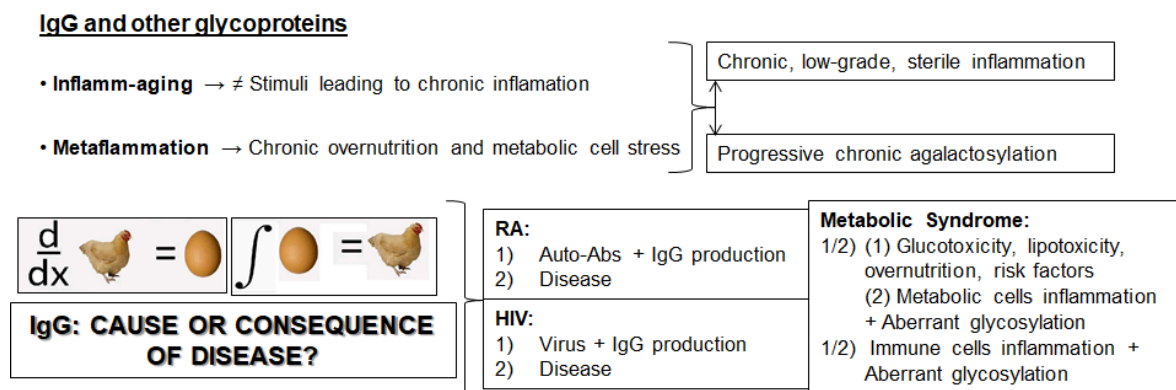 IgG and other glycoproteins
• Inflamm-aging → ≠ Stimuli leading to chronic inflamation
• Metaflammation → Chronic overnutrition and metabolic cell stress
Chronic, low-grade, sterile inflammation
Progressive chronic agalactosylation
d
dx
=
∫
=
IgG: CAUSE OR CONSEQUENCE
OF DISEASE?
RA:
1) Auto-Abs + IgG production
2) Disease
HIV:
1) Virus + IgG production
2) Disease
Metabolic Syndrome:
1/2) (1) Glucotoxicity, lipotoxicity,
overnutrition, risk factors
(2) Metabolic cells inflammation
+ Aberrant glycosylation
1/2) Immune cells inflammation +
Aberrant glycosylation